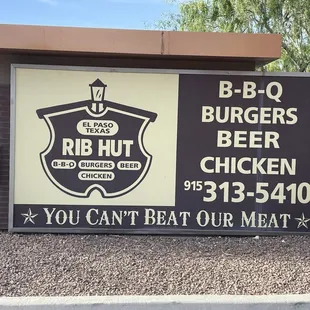 EL PASO
TEXAS
RIB HUT
B-B-Q BURGERS BEER
CHICKEN
B-B-Q
BURGERS
BEER
CHICKEN
915 313-5410
YOU CAN'T BEAT OUR MEAT